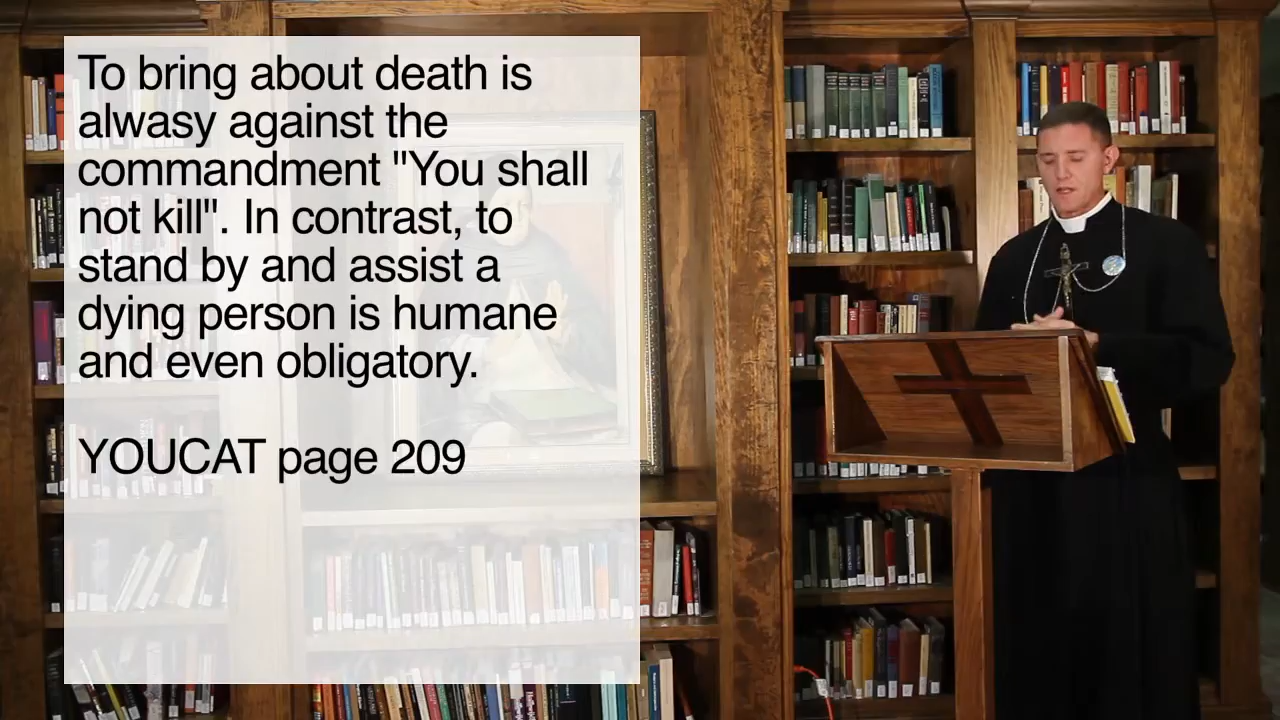 To bring about death is
alwasy against the
commandment "You shall
not kill". In contrast, to
stand by and assist a
dying person is humane
and even obligatory.
YOUCAT page 209